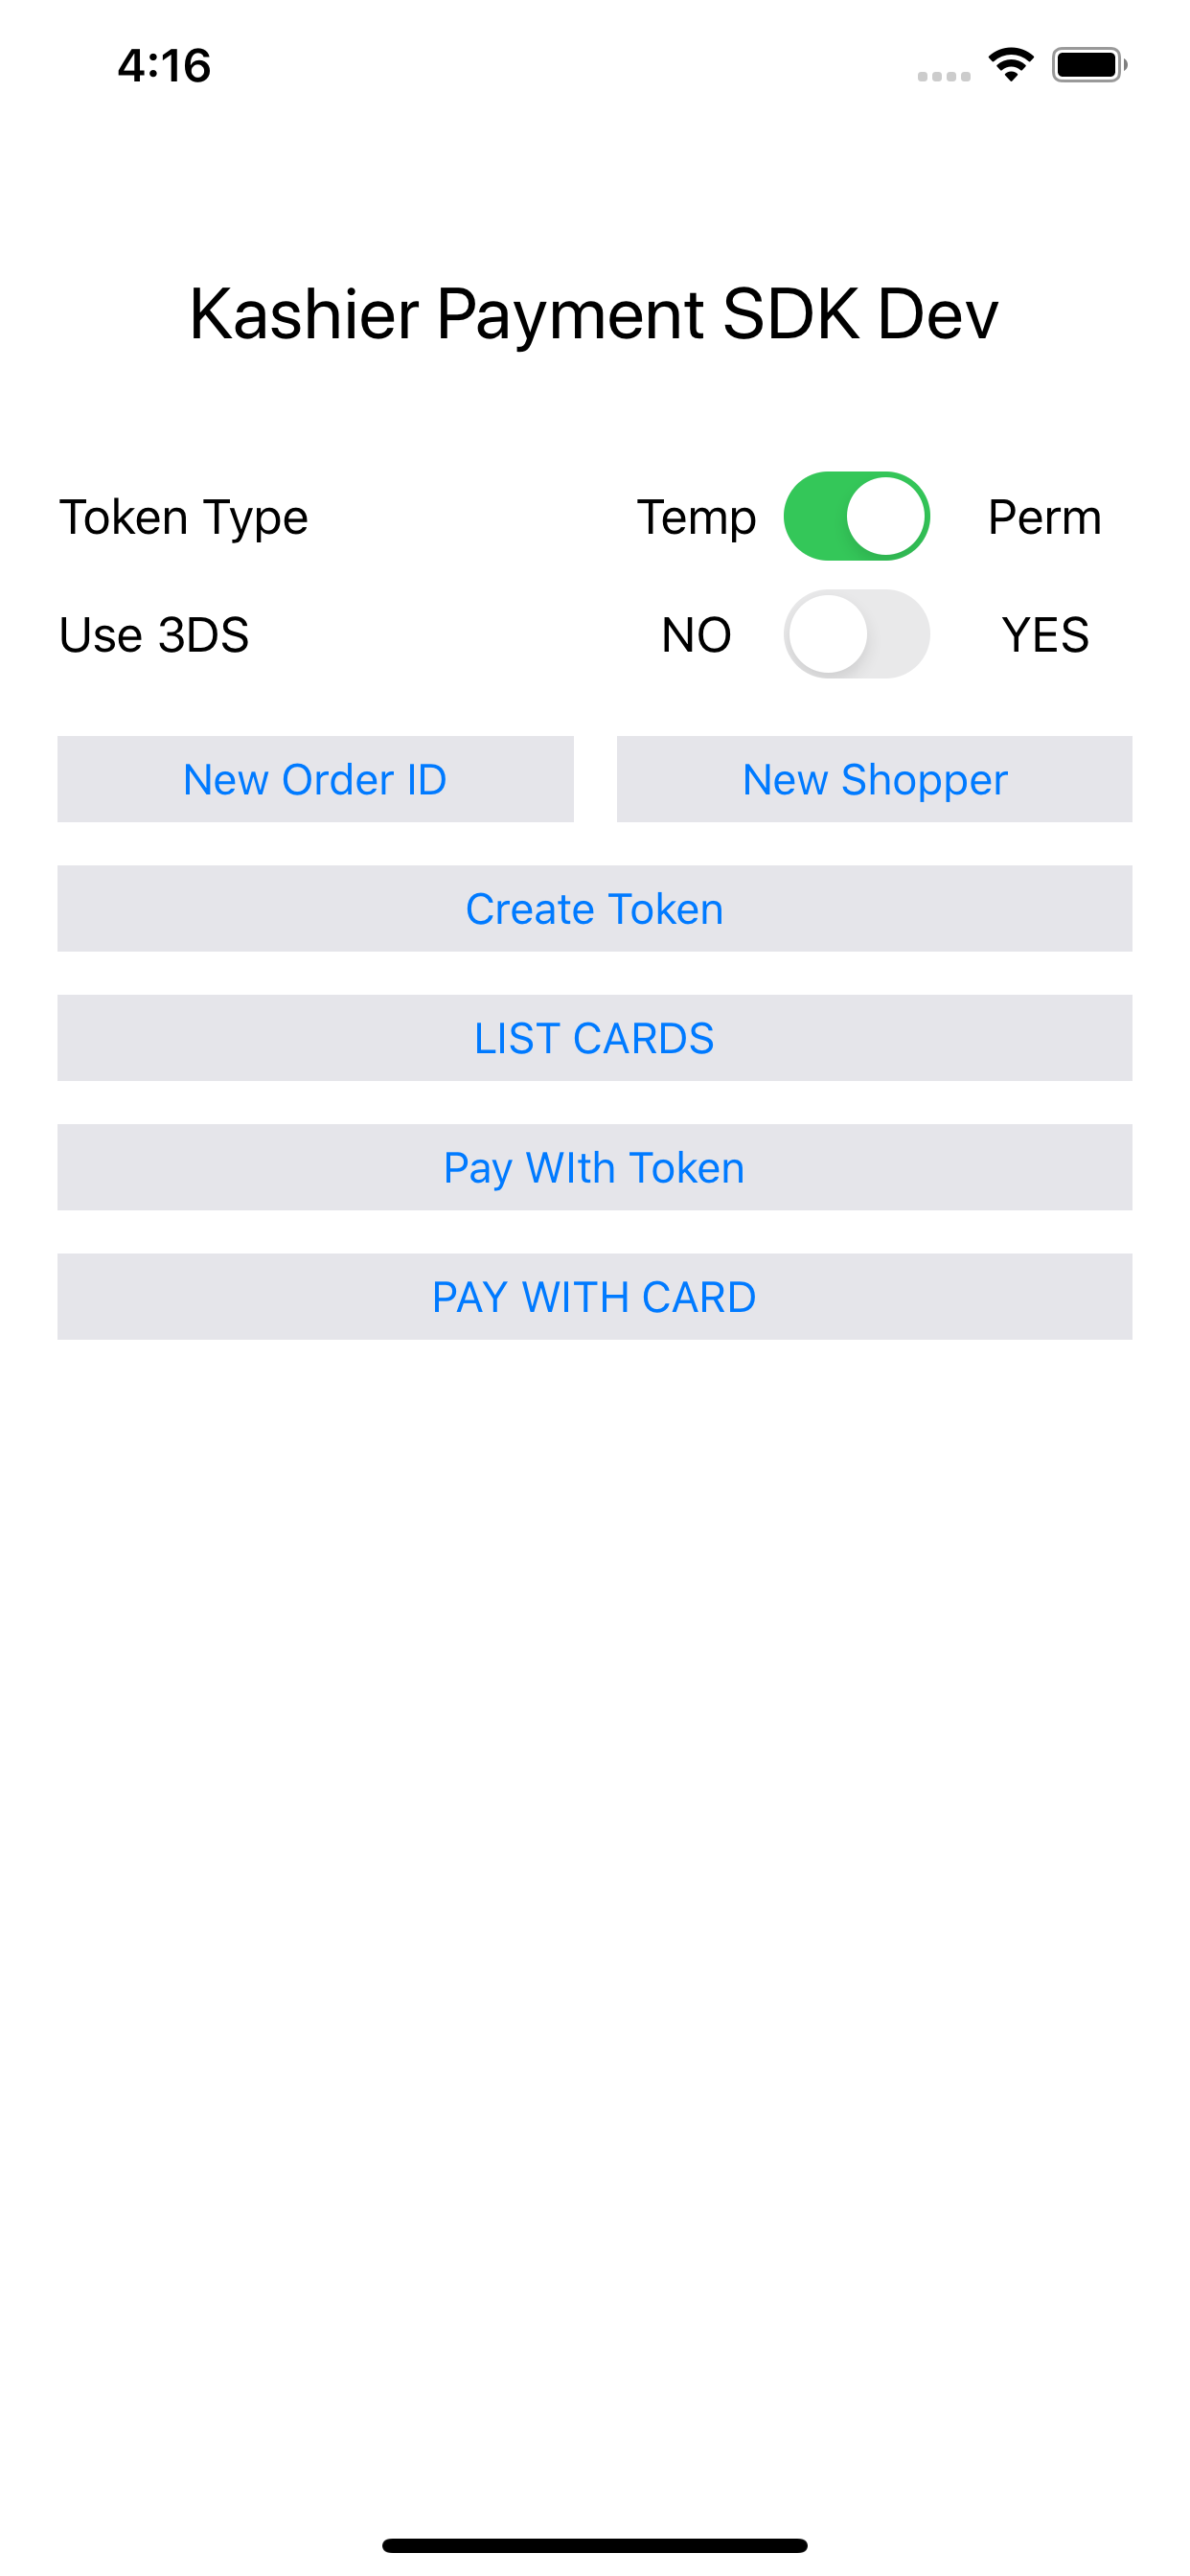 4:16
Kashier Payment SDK Dev
Token Type Temp Perm
Use 3DS NO YES
New Order ID New Shopper
Create Token
LIST CARDS
Pay WIth Token
PAY WITH CARD